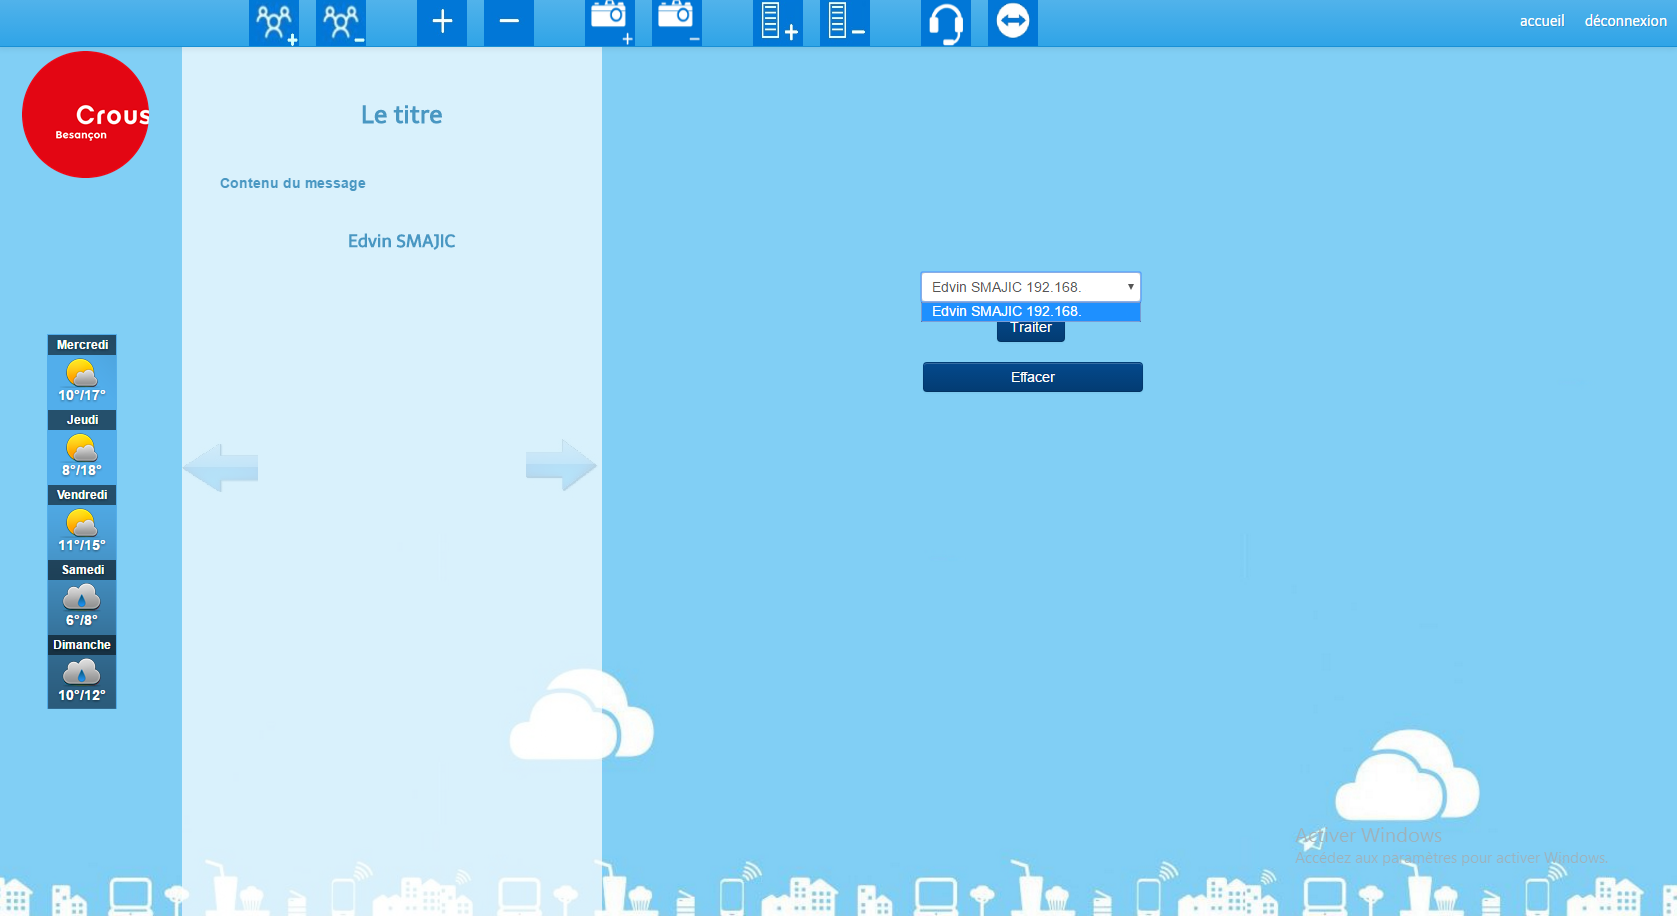 accueil déconnexion
Crous
Besançon
Le titre
Contenu du message
Edvin SMAJIC
Edvin SMAJIC 192.168.
Edvin SMAJIC 192.168.
Traiter
Effacer
Mercredi
10°/17°
Jeudi
8°/18°
Vendredi
11°/15°
Samedi
6°/8°
Dimanche
10°/12°
Activer Windows
Accédez aux paramètres pour activer Windows.